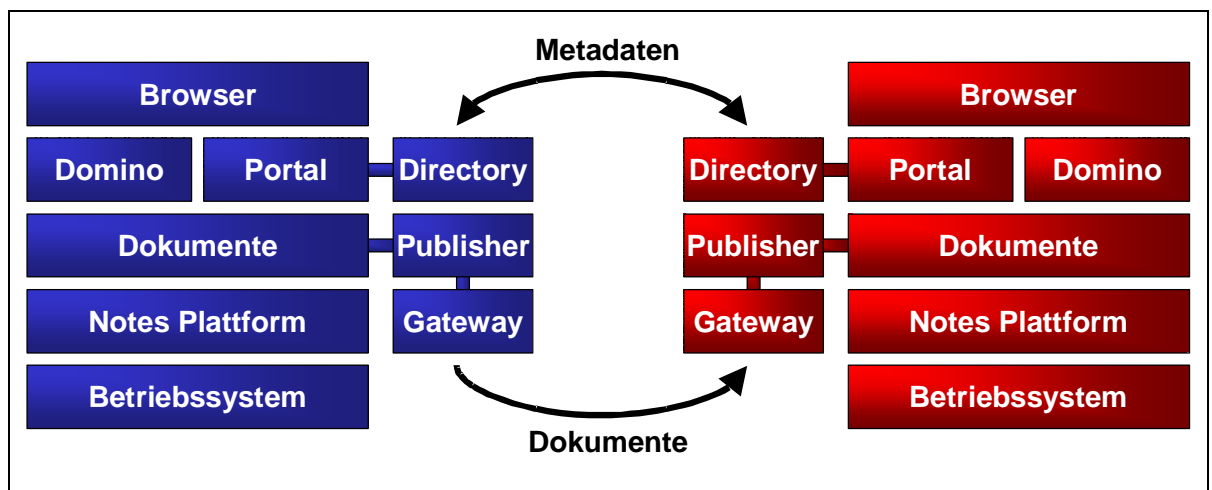 Metadaten
Browser
Browser
Domino
Portal
Directory
Directory
Portal
Domino
Dokumente
Publisher
Publisher
Dokumente
Notes Plattform
Gateway
Gateway
Notes Plattform
Betriebssystem
Betriebssystem
Dokumente